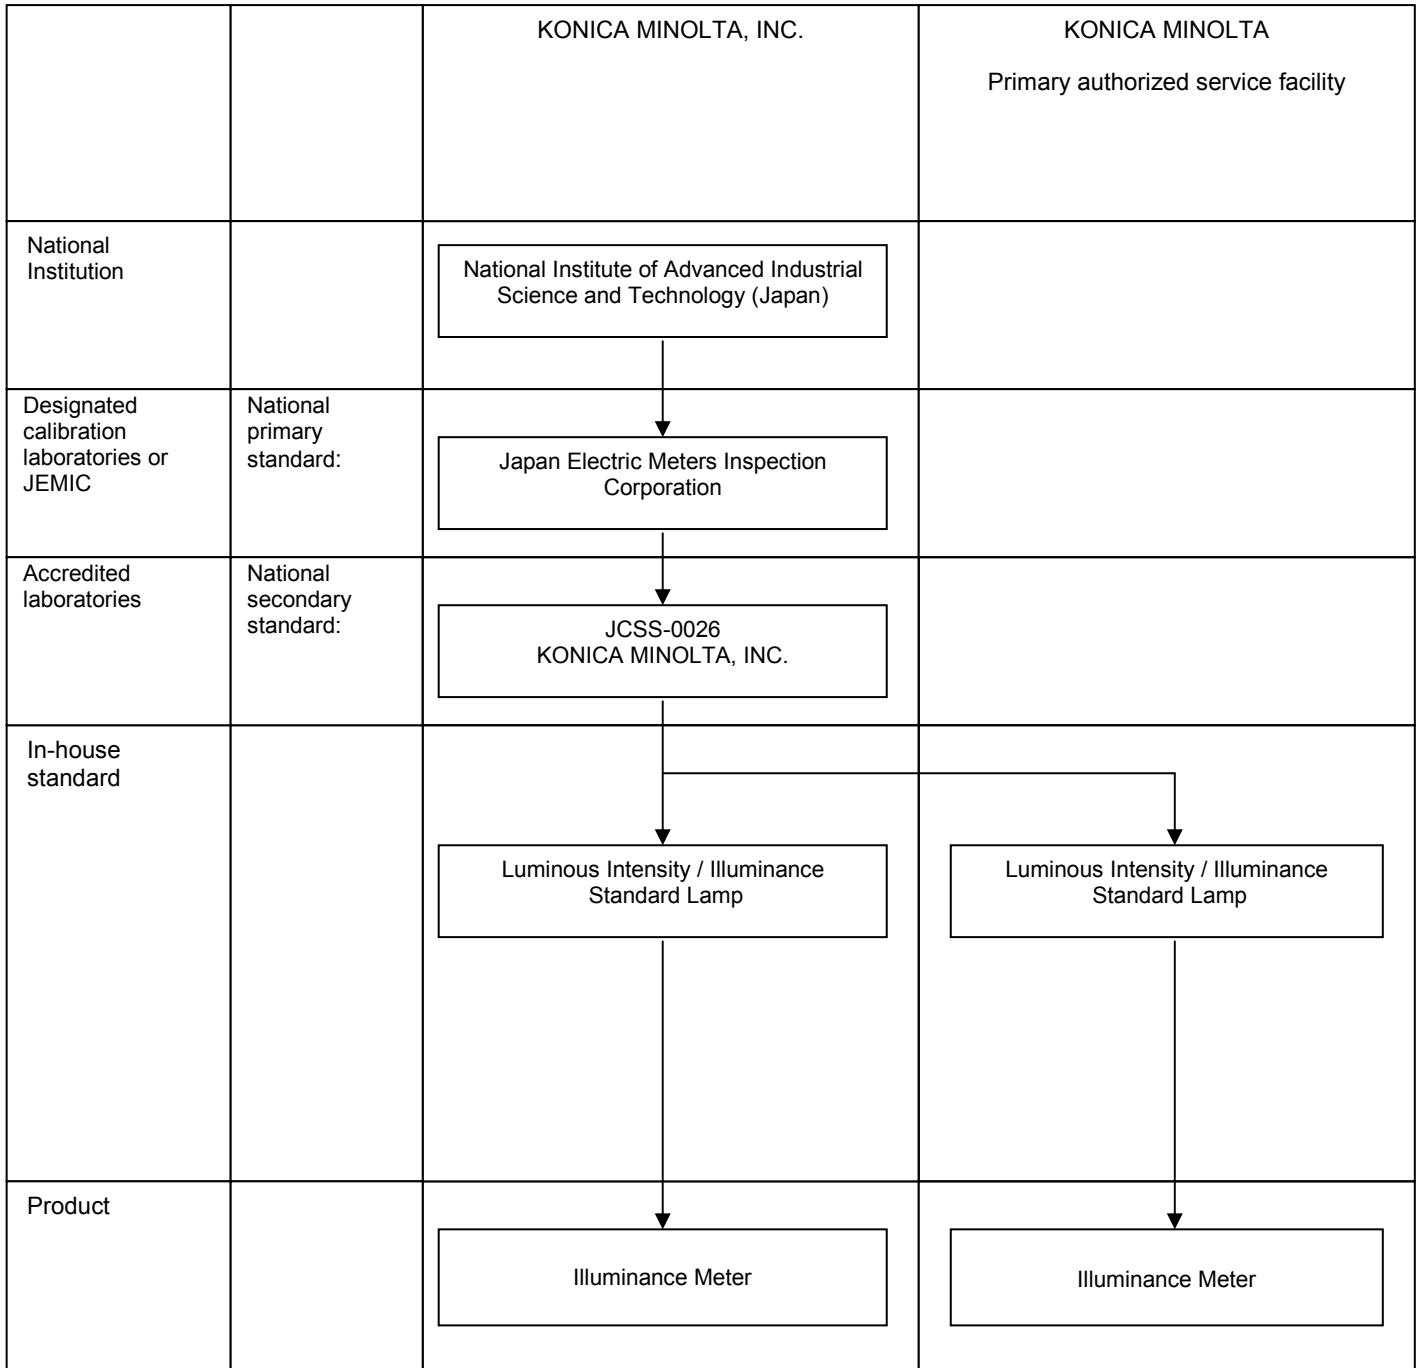 KONICA MINOLTA, INC.
KONICA MINOLTA
Primary authorized service facility
National
Institution
National Institute of Advanced Industrial
Science and Technology (Japan)
Designated
calibration
laboratories or
JEMIC
National
primary
standard:
Japan Electric Meters Inspection
Corporation
Accredited
laboratories
National
secondary
standard:
JCSS-0026
KONICA MINOLTA, INC.
In-house
standard
Luminous Intensity / Illuminance
Standard Lamp
Luminous Intensity / Illuminance
Standard Lamp
Product
Illuminance Meter
Illuminance Meter